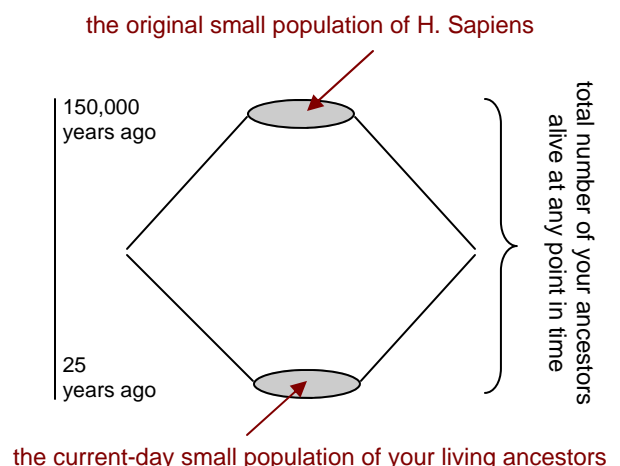 the original small population of H. Sapiens
150,000
years ago
total number of your ancestors
alive at any point in time
25
years ago
the current-day small population of your living ancestors